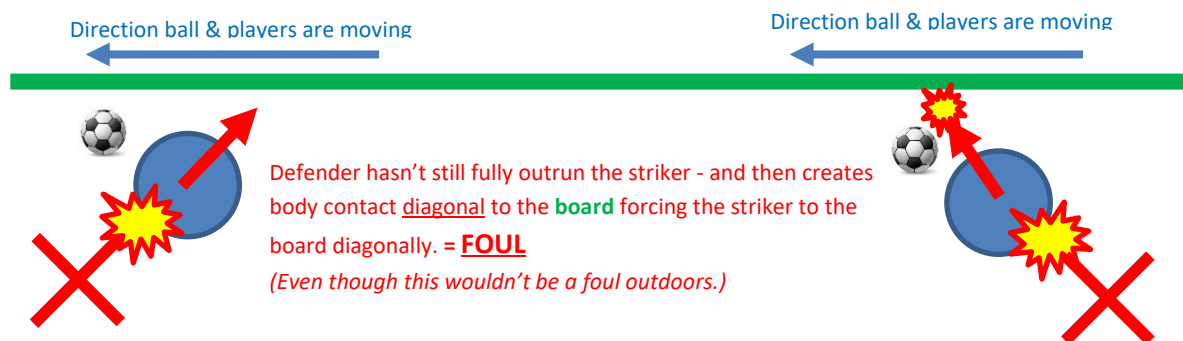 Direction ball & players are moving
Direction ball & players are moving
Defender hasn't still fully outrun the striker - and then creates
body contact diagonal to the board forcing the striker to the
board diagonally. = FOUL
(Even though this wouldn't be a foul outdoors.)